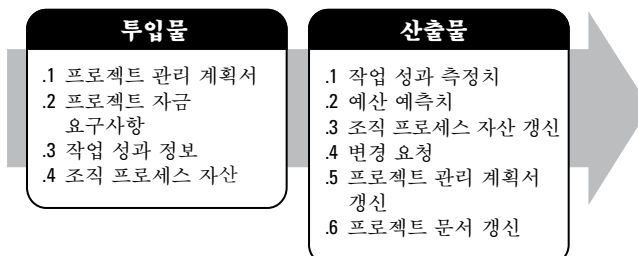 투입물
.1 프로젝트 관리 계획서
.2 프로젝트 자금
요구사항
.3 작업 성과 정보
.4 조직 프로세스 자산
산출물
.1 작업 성과 측정치
.2 예산 예측치
.3 조직 프로세스 자산 갱신
.4 변경 요청
.5 프로젝트 관리 계획서
갱신
.6 프로젝트 문서 갱신